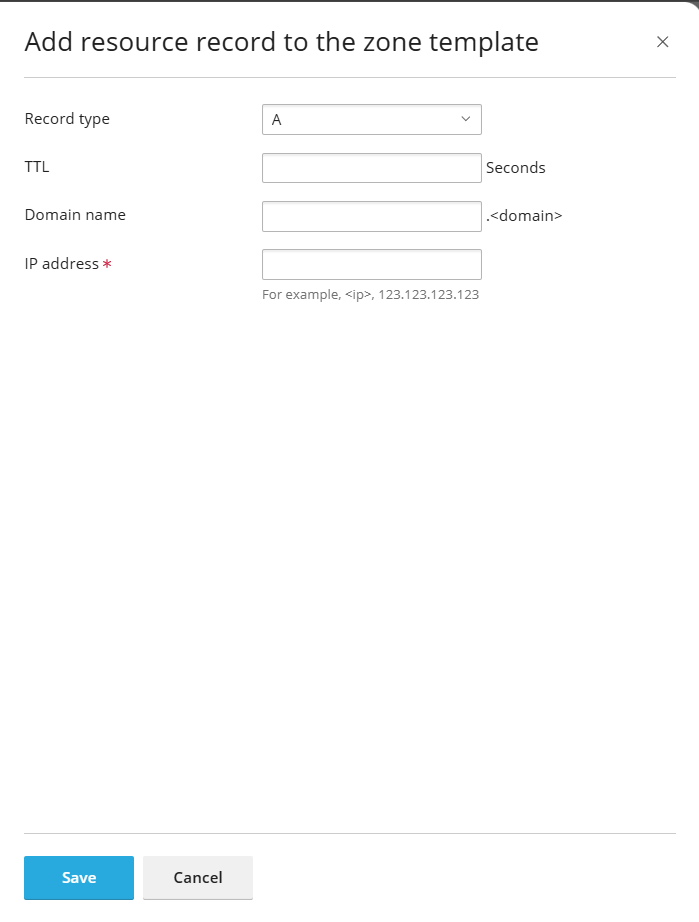 Add resource record to the zone template
Record type
A
TTL
Seconds
Domain name
.<domain>
IP address *
For example, <ip>, 123.123.123.123
Save
Cancel